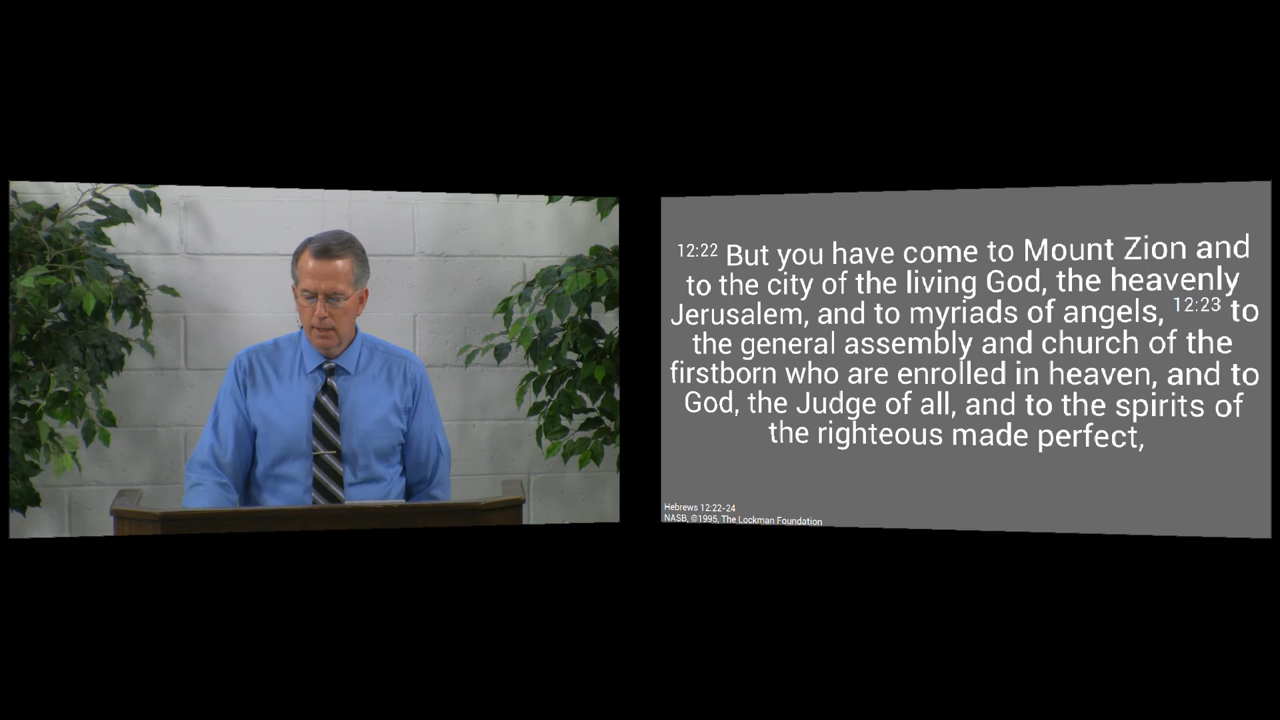 12:22 But you have come to Mount Zion and
to the city of the living God, the heavenly
Jerusalem, and to myriads of angels, 12:23 to
the general assembly and church of the
firstborn who are enrolled in heaven, and to
God, the Judge of all, and to the spirits of
the righteous made perfect,
Hebrews 12:22-24
NASB, ©1995, The Lockman Foundation